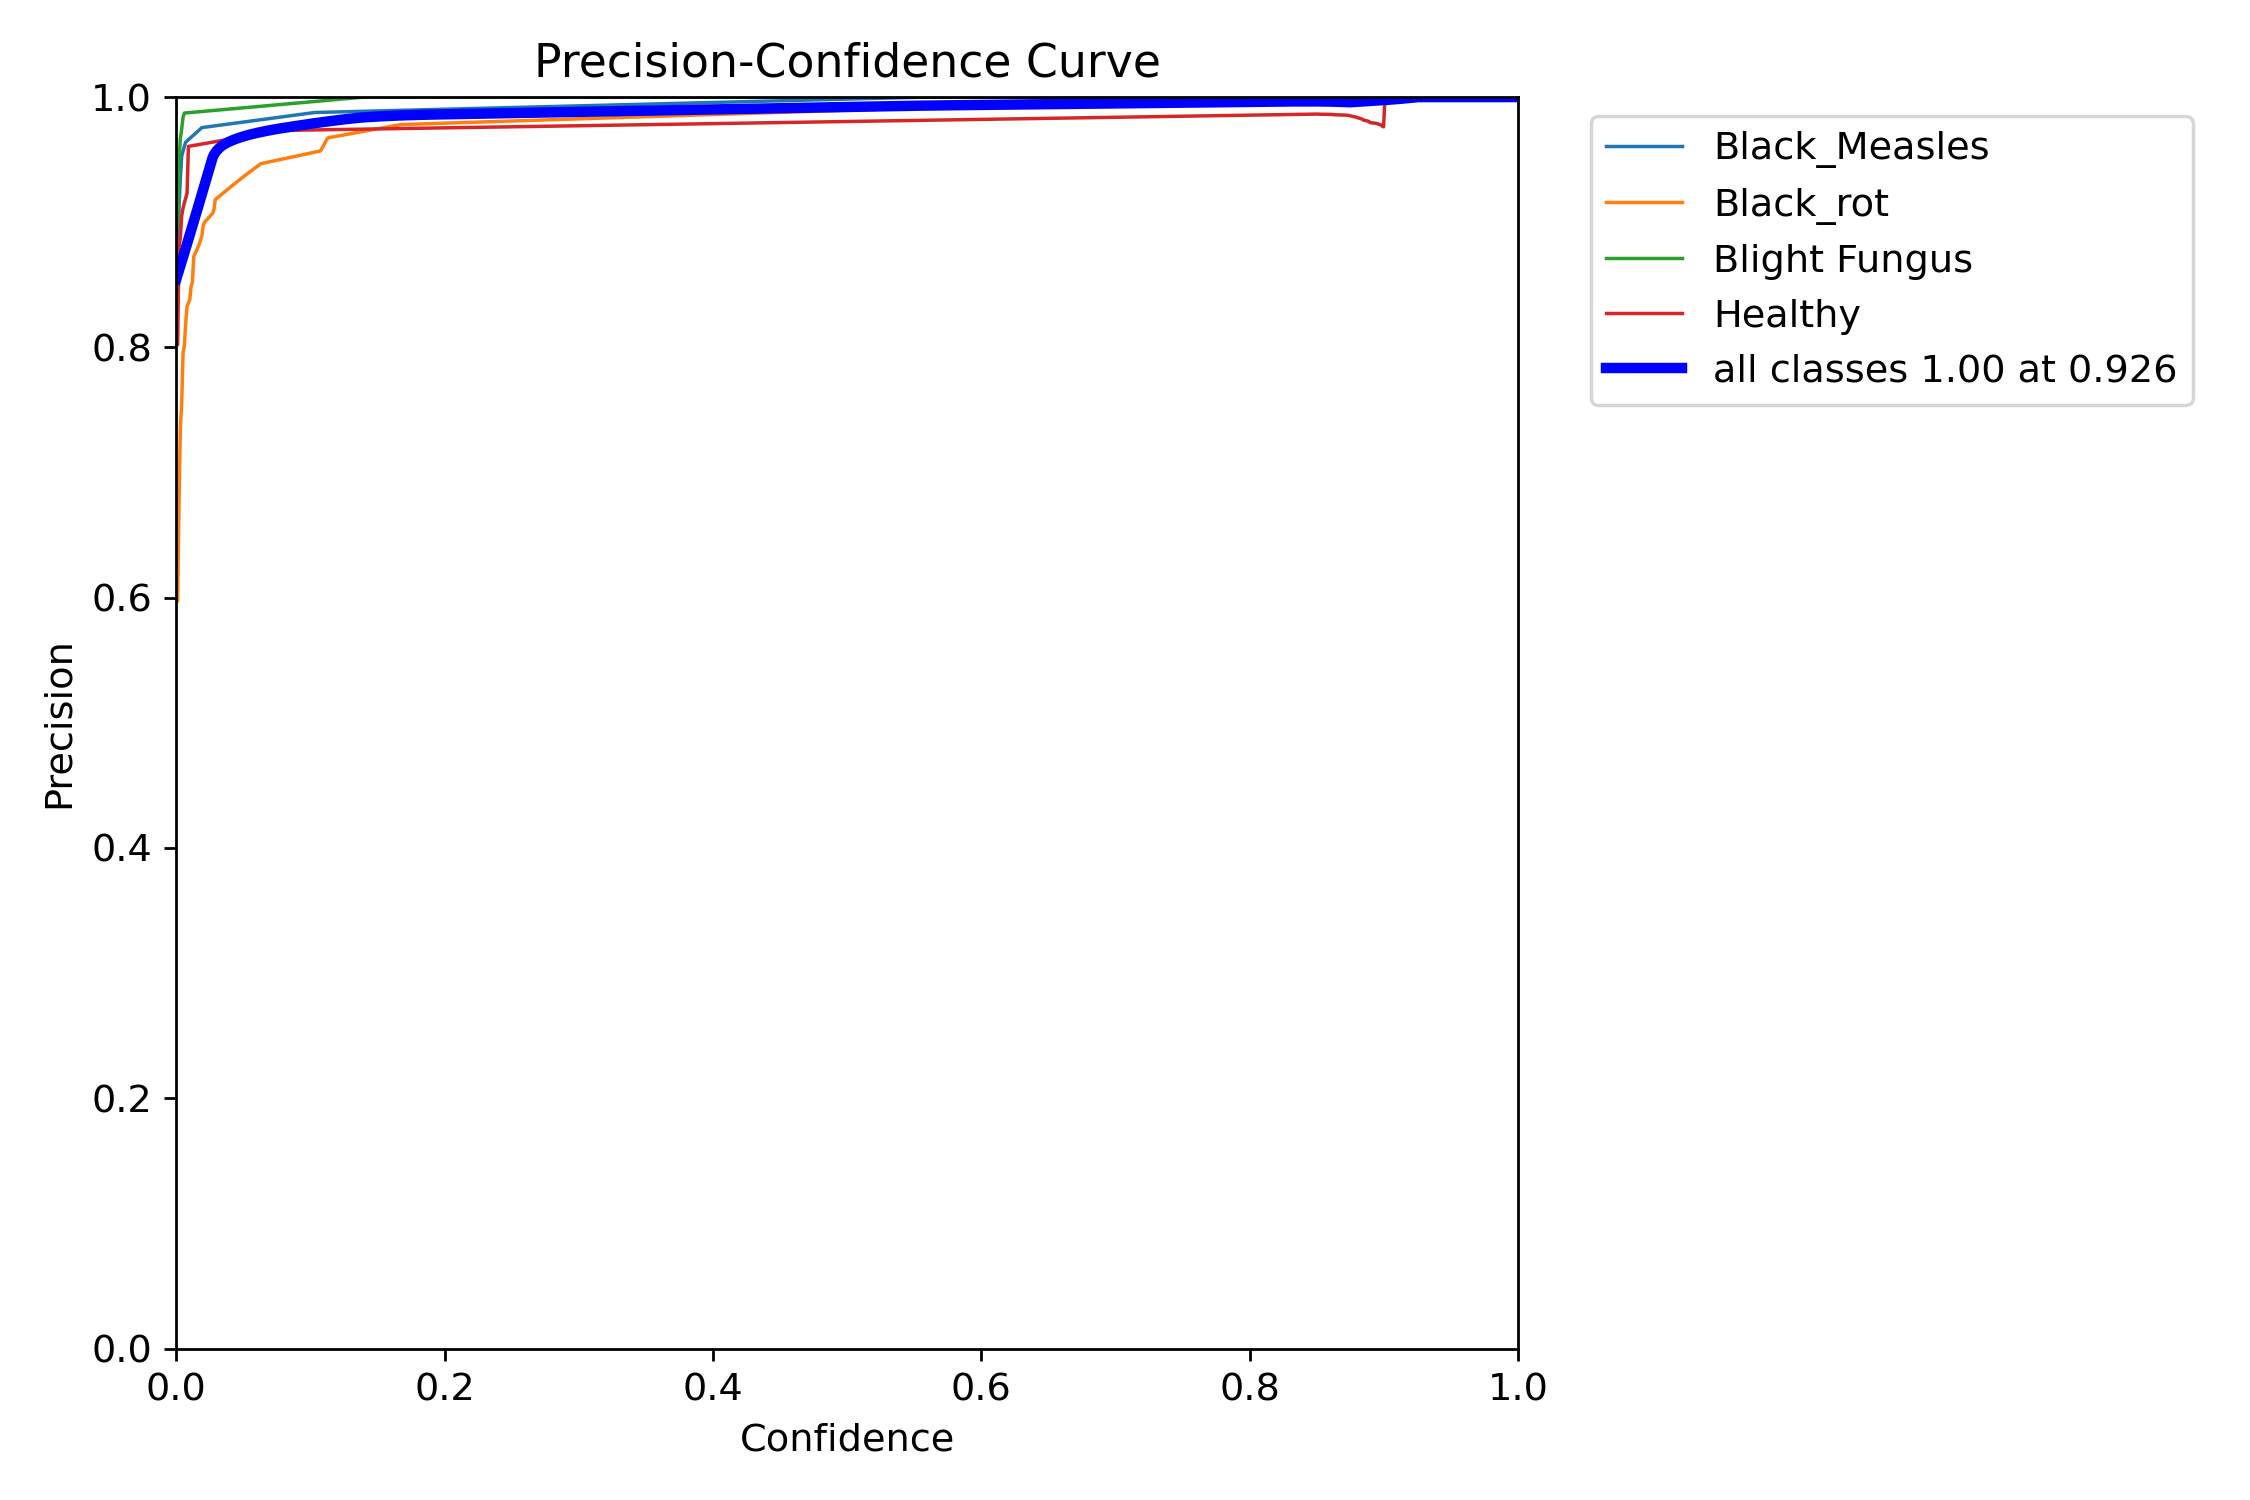 Precision-Confidence Curve
1.0
0.8
0.6
0.4
0.2
0.0
Precision
0.0 0.2 0.4 0.6 0.8 1.0
Confidence
Black_Measles
Black_rot
Blight Fungus
Healthy
all classes 1.00 at 0.926